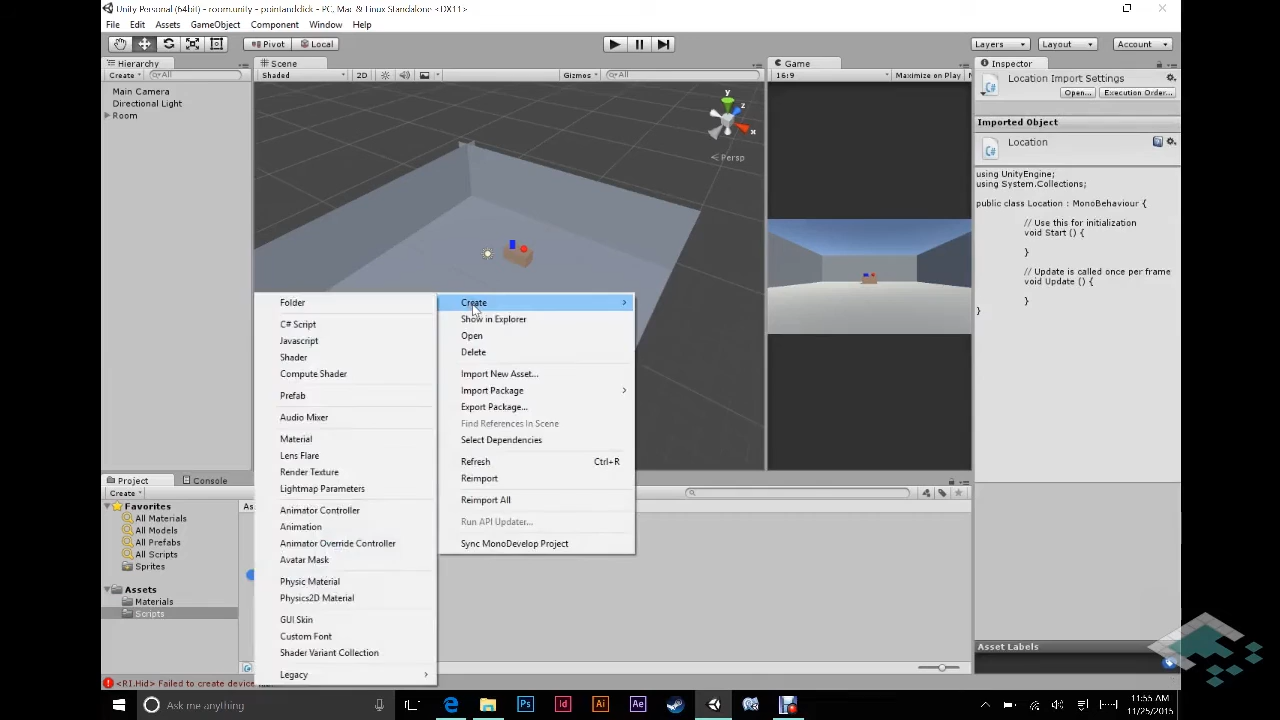 Unity Personal (64bit) - room.unity - pointandclick - PC, Mac & Linux Standalone <DX11>
File Edit Assets GameObject Component Window Help
Pivot Local Layers Layout Account
Hierarchy Scene Game Inspector
Create All Shaded 2D Gizmos All 16:9 Maximize on Play
Location Import Settings
Open... Execution Order...
Main Camera
Directional Light
Room
y
z
x
Persp
Imported Object
Location
using UnityEngine;
using System.Collections;
public class Location : MonoBehaviour {
// Use this for initialization
void Start () {
}
// Update is called once per frame
void Update () {
}
}
Folder
C# Script
Javascript
Shader
Compute Shader
Prefab
Audio Mixer
Material
Lens Flare
Render Texture
Lightmap Parameters
Animator Controller
Animation
Animator Override Controller
Avatar Mask
Physic Material
Physics2D Material
GUI Skin
Custom Font
Shader Variant Collection
Legacy
Create
Show in Explorer
Open
Delete
Import New Asset...
Import Package
Export Package...
Find References In Scene
Select Dependencies
Refresh Ctrl+R
Reimport
Reimport All
Run API Updater...
Sync MonoDevelop Project
Project Console
Create
Favorites
All Materials
All Models
All Prefabs
All Scripts
Sprites
Assets
Materials
Scripts
Asset Labels
<RI.Hid> Failed to create device
Ask me anything
11:55 AM
11/25/2015